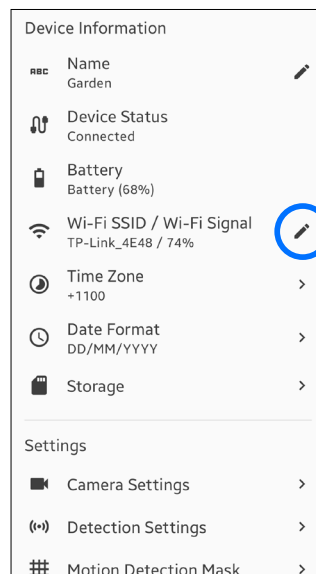 Device Information
ABC
Name
Garden
Device Status
Connected
Battery
Battery (68%)
Wi-Fi SSID / Wi-Fi Signal
TP-Link_4E48 / 74%
Time Zone
+1100
Date Format
DD/MM/YYYY
Storage
Settings
Camera Settings
Detection Settings
Motion Detection Mask